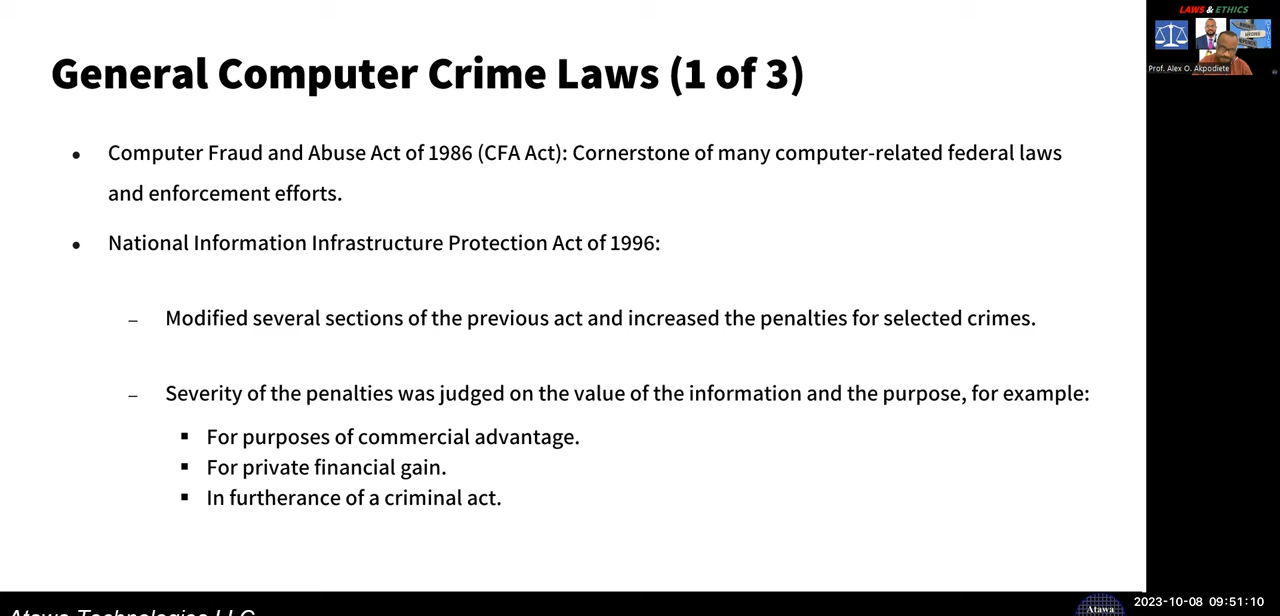 General Computer Crime Laws (1 of 3)
• Computer Fraud and Abuse Act of 1986 (CFA Act): Cornerstone of many computer-related federal laws
and enforcement efforts.
• National Information Infrastructure Protection Act of 1996:
– Modified several sections of the previous act and increased the penalties for selected crimes.
– Severity of the penalties was judged on the value of the information and the purpose, for example:
▪ For purposes of commercial advantage.
▪ For private financial gain.
▪ In furtherance of a criminal act.
LAWS & ETHICS
Prof. Alex O. Akpodiete
Atawa Technologies LLC
Atawa
2023-10-08 09:51:10